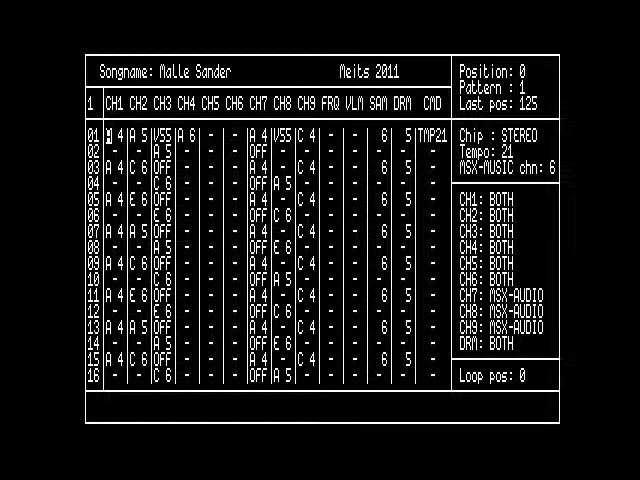 Songname: Malle Sander Meits 2011
Position: 0
Pattern : 1
Last pos: 125
1 CH1 CH2 CH3 CH4 CH5 CH6 CH7 CH8 CH9 FRQ VLM SAM DRM CMD
01 4 A 5 V55 A 6 - - A 4 V55 C 4 - - 6 5 TMP21
02 - - A 5 - - - OFF - - - - - - -
03 A 4 C 6 OFF - - - A 4 - C 4 - - 6 5 -
04 - - C 6 - - - OFF A 5 - - - - - -
05 A 4 E 6 OFF - - - A 4 - C 4 - - 6 5 -
06 - - E 6 - - - OFF C 6 - - - - - -
07 A 4 A 5 OFF - - - A 4 - C 4 - - 6 5 -
08 - - A 5 - - - OFF E 6 - - - - - -
09 A 4 C 6 OFF - - - A 4 - C 4 - - 6 5 -
10 - - C 6 - - - OFF A 5 - - - - - -
11 A 4 E 6 OFF - - - A 4 - C 4 - - 6 5 -
12 - - E 6 - - - OFF C 6 - - - - - -
13 A 4 A 5 OFF - - - A 4 - C 4 - - 6 5 -
14 - - A 5 - - - OFF E 6 - - - - - -
15 A 4 C 6 OFF - - - A 4 - C 4 - - 6 5 -
16 - - C 6 - - - OFF A 5 - - - - - -
Chip : STEREO
Tempo: 21
MSX-MUSIC chn: 6
CH1: BOTH
CH2: BOTH
CH3: BOTH
CH4: BOTH
CH5: BOTH
CH6: BOTH
CH7: MSX-AUDIO
CH8: MSX-AUDIO
CH9: MSX-AUDIO
DRM: BOTH
Loop pos: 0